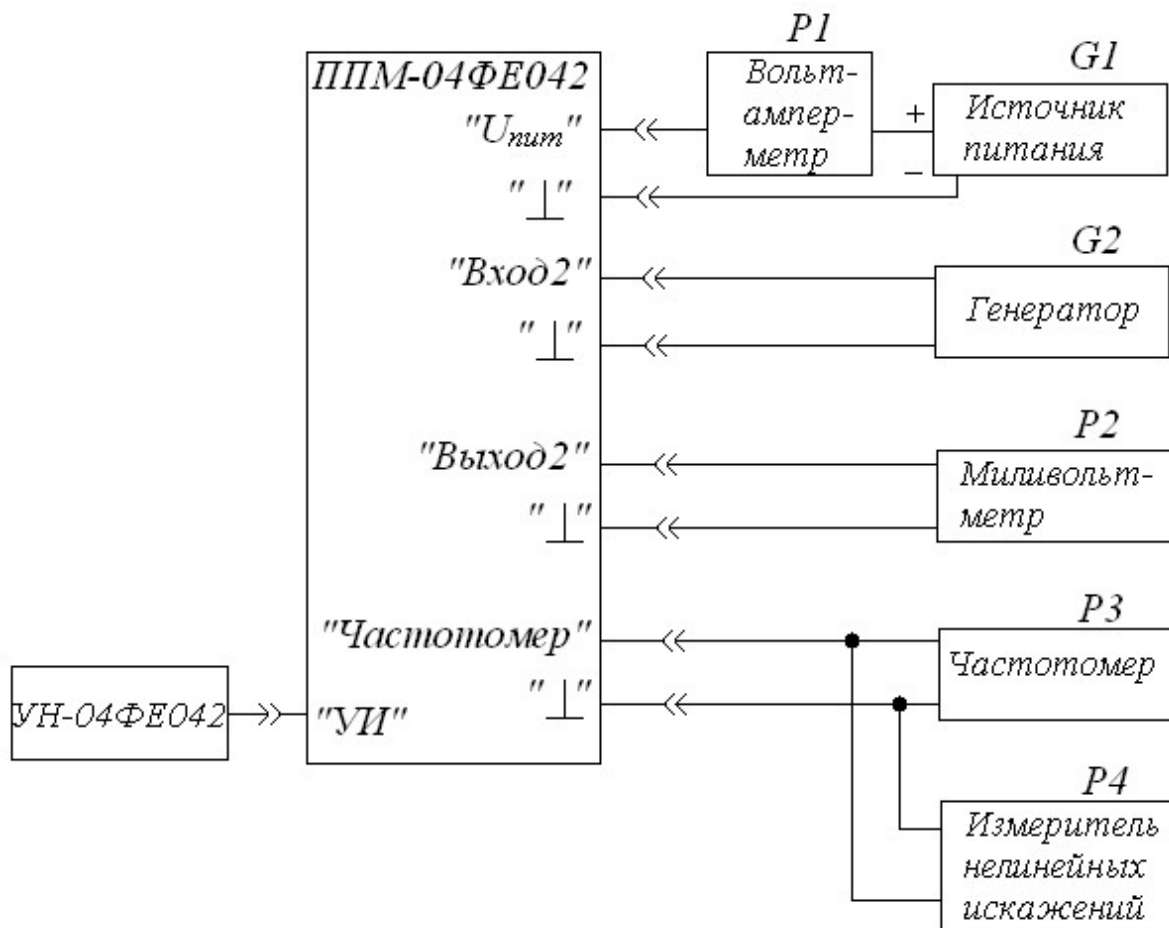 P1
G1
ППМ-04ФЕ042
Вольт-
ампер-
метр
"Uпит"
+
Источник
питания
–
"⊥"
G2
"Вход2"
Генератор
"⊥"
P2
"Выход2"
Миливольт-
метр
"⊥"
P3
"Частотомер"
Частотомер
"⊥"
УН-04ФЕ042
"УИ"
P4
Измеритель
нелинейных
искажений